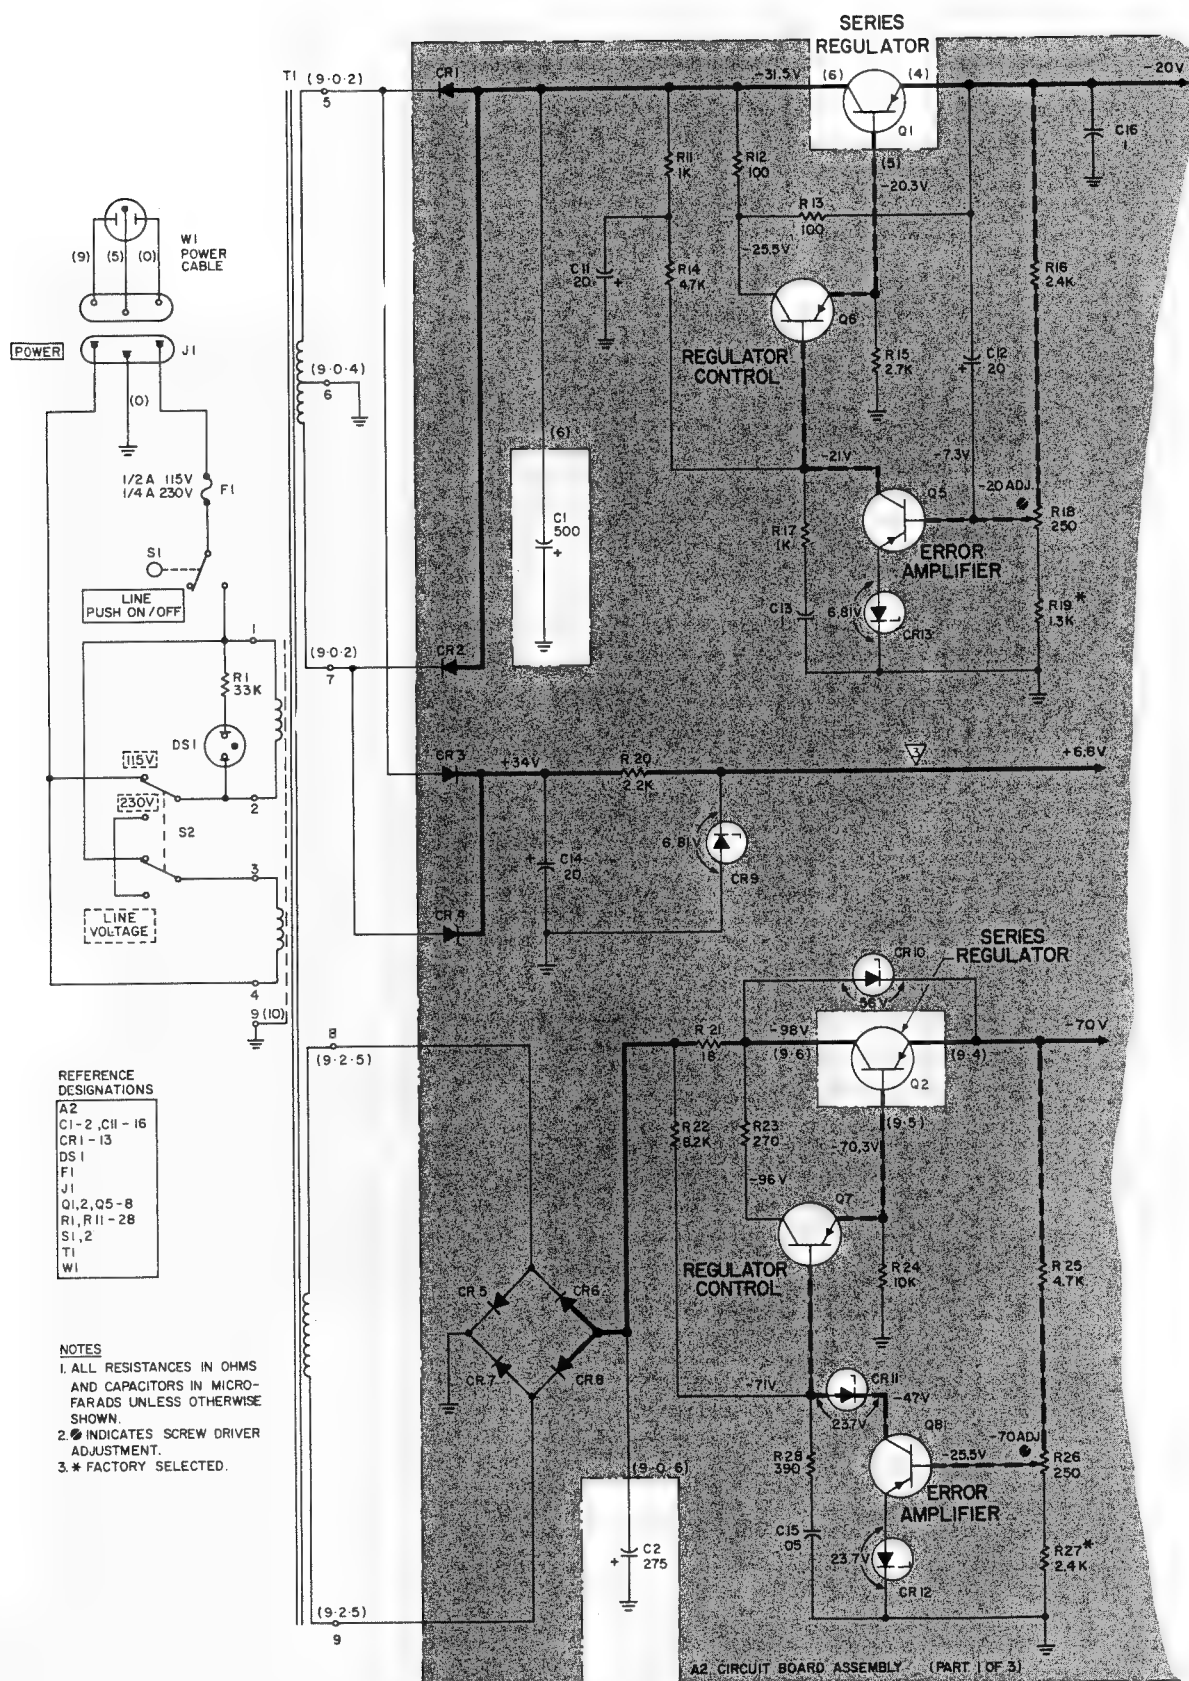 SERIES
REGULATOR
T1
(9·0·2)
5
CR1
-31.5V
(6)
(4)
-20V
Q1
C16
1
(5)
-20.3V
R11
1K
R12
100
R13
100
-25.5V
W1
POWER
CABLE
(9)
(5)
(0)
C11
20
+
R14
4.7K
Q6
R16
2.4K
POWER
J1
(0)
(9·0·4)
6
REGULATOR
CONTROL
R15
2.7K
C12
20
+
(6)
-21V
-7.3V
-20 ADJ.
1/2 A 115V
1/4 A 230V
F1
Q5
R18
250
C1
500
+
R17
1K
ERROR
AMPLIFIER
S1
LINE
PUSH ON/OFF
C13
1
6.81V
CR13
R19*
1.3K
1
(9·0·2)
7
CR2
R1
33K
DS1
115V
230V
2
S2
CR3
+34V
R20
2.2K
3
+6.8V
+
C14
20
6.81V
CR9
3
LINE
VOLTAGE
CR4
4
9 (10)
SERIES
REGULATOR
CR10
56V
8
(9·2·5)
R21
18
-98V
(9·6)
(9·4)
-70V
Q2
REFERENCE
DESIGNATIONS
A2
C1-2,C11-16
CR1-13
DS1
F1
J1
Q1,2,Q5-8
R1,R11-28
S1,2
T1
W1
(9·5)
R22
8.2K
R23
270
-70.3V
-96V
Q7
REGULATOR
CONTROL
R24
10K
R25
4.7K
CR5
CR6
CR7
CR8
NOTES
1. ALL RESISTANCES IN OHMS
AND CAPACITORS IN MICRO-
FARADS UNLESS OTHERWISE
SHOWN.
2. INDICATES SCREW DRIVER
ADJUSTMENT.
3. * FACTORY SELECTED.
-71V
CR11
-47V
23.7V
Q8
-25.5V
-70 ADJ
R26
250
R28
390
ERROR
AMPLIFIER
(9·0·6)
C15
.05
23.7V
CR12
R27*
2.4K
+
C2
275
(9·2·5)
9
A2 CIRCUIT BOARD ASSEMBLY (PART 1 OF 3)